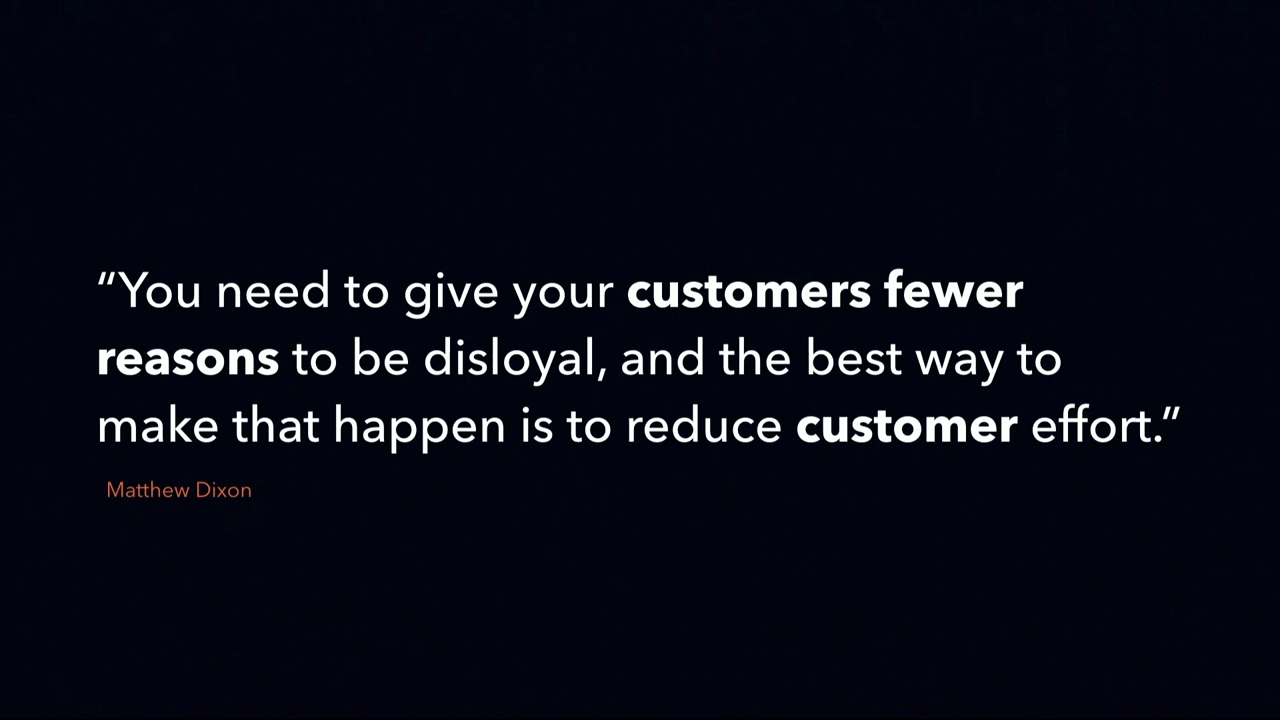 “You need to give your customers fewer
reasons to be disloyal, and the best way to
make that happen is to reduce customer effort.”
Matthew Dixon